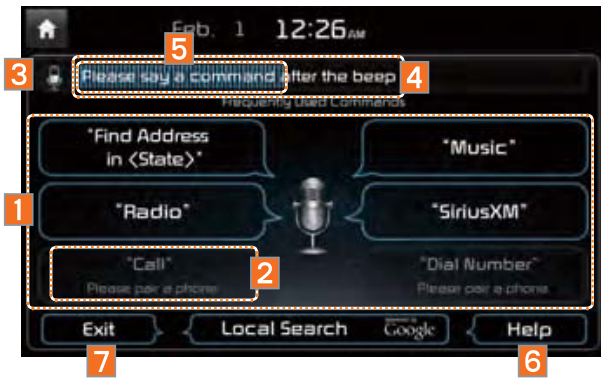 Feb. 1 12:26 AM
5
3
Please say a command after the beep
4
Frequently Used Commands
"Find Address
in <State>"
"Music"
1
"Radio"
"SiriusXM"
"Call"
Please pair a phone
2
"Dial Number"
Please pair a phone
Exit
Local Search
Google
Help
7
6